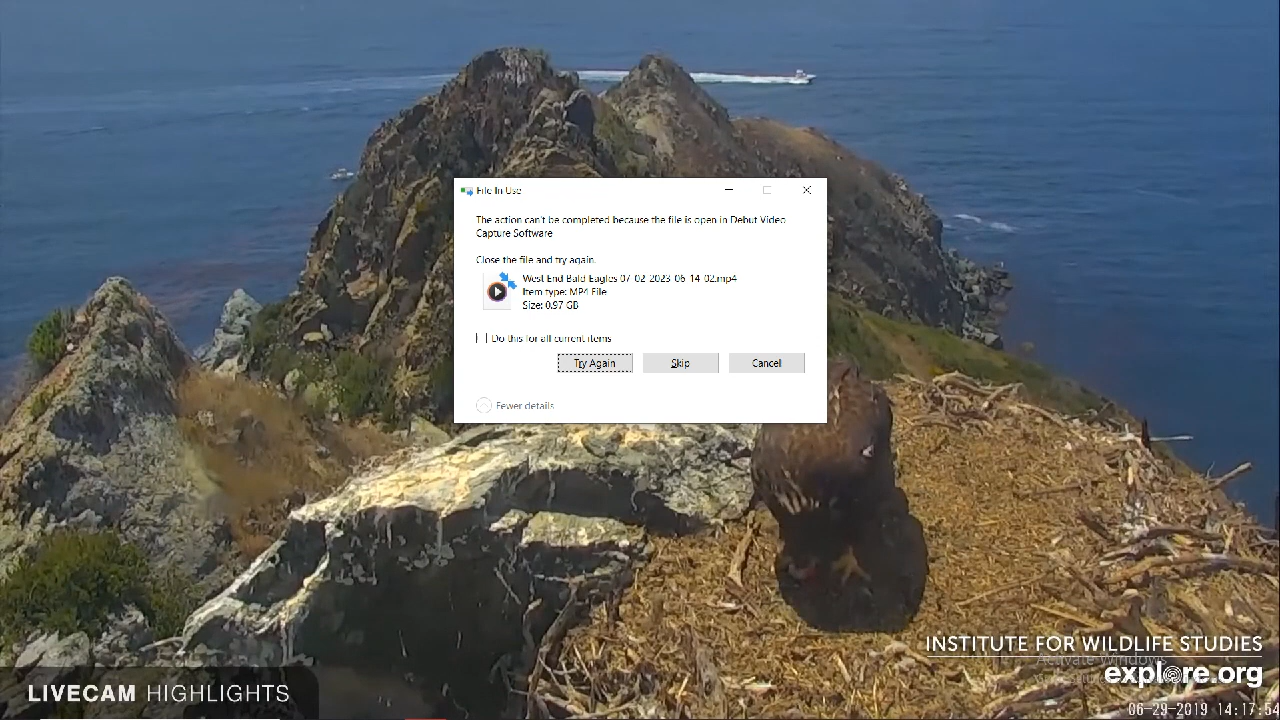 File In Use
The action can't be completed because the file is open in Debut Video
Capture Software
Close the file and try again.
West End Bald Eagles 07-02-2023-06-14-02.mp4
Item type: MP4 File
Size: 0.97 GB
Do this for all current items
Try Again
Skip
Cancel
Fewer details
INSTITUTE FOR WILDLIFE STUDIES
Activate Windows
explore.org
LIVECAM HIGHLIGHTS
06-29-2019 14:17:54